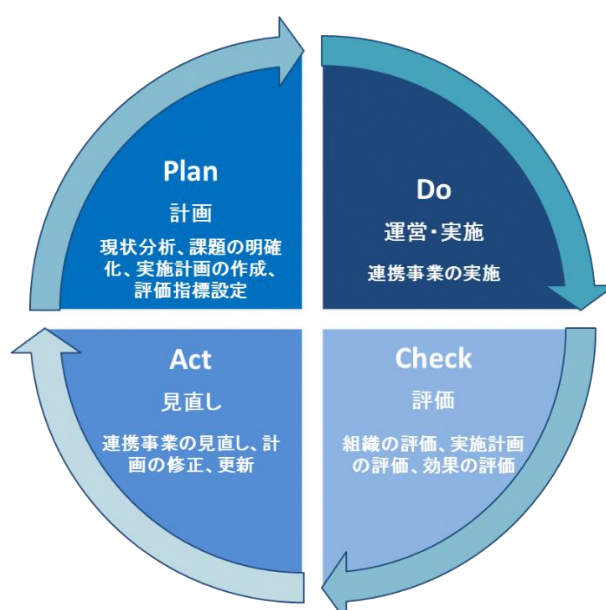 Plan
計画
現状分析、課題の明確
化、実施計画の作成、
評価指標設定
Do
運営・実施
連携事業の実施
Act
見直し
連携事業の見直し、計
画の修正、更新
Check
評価
組織の評価、実施計画
の評価、効果の評価